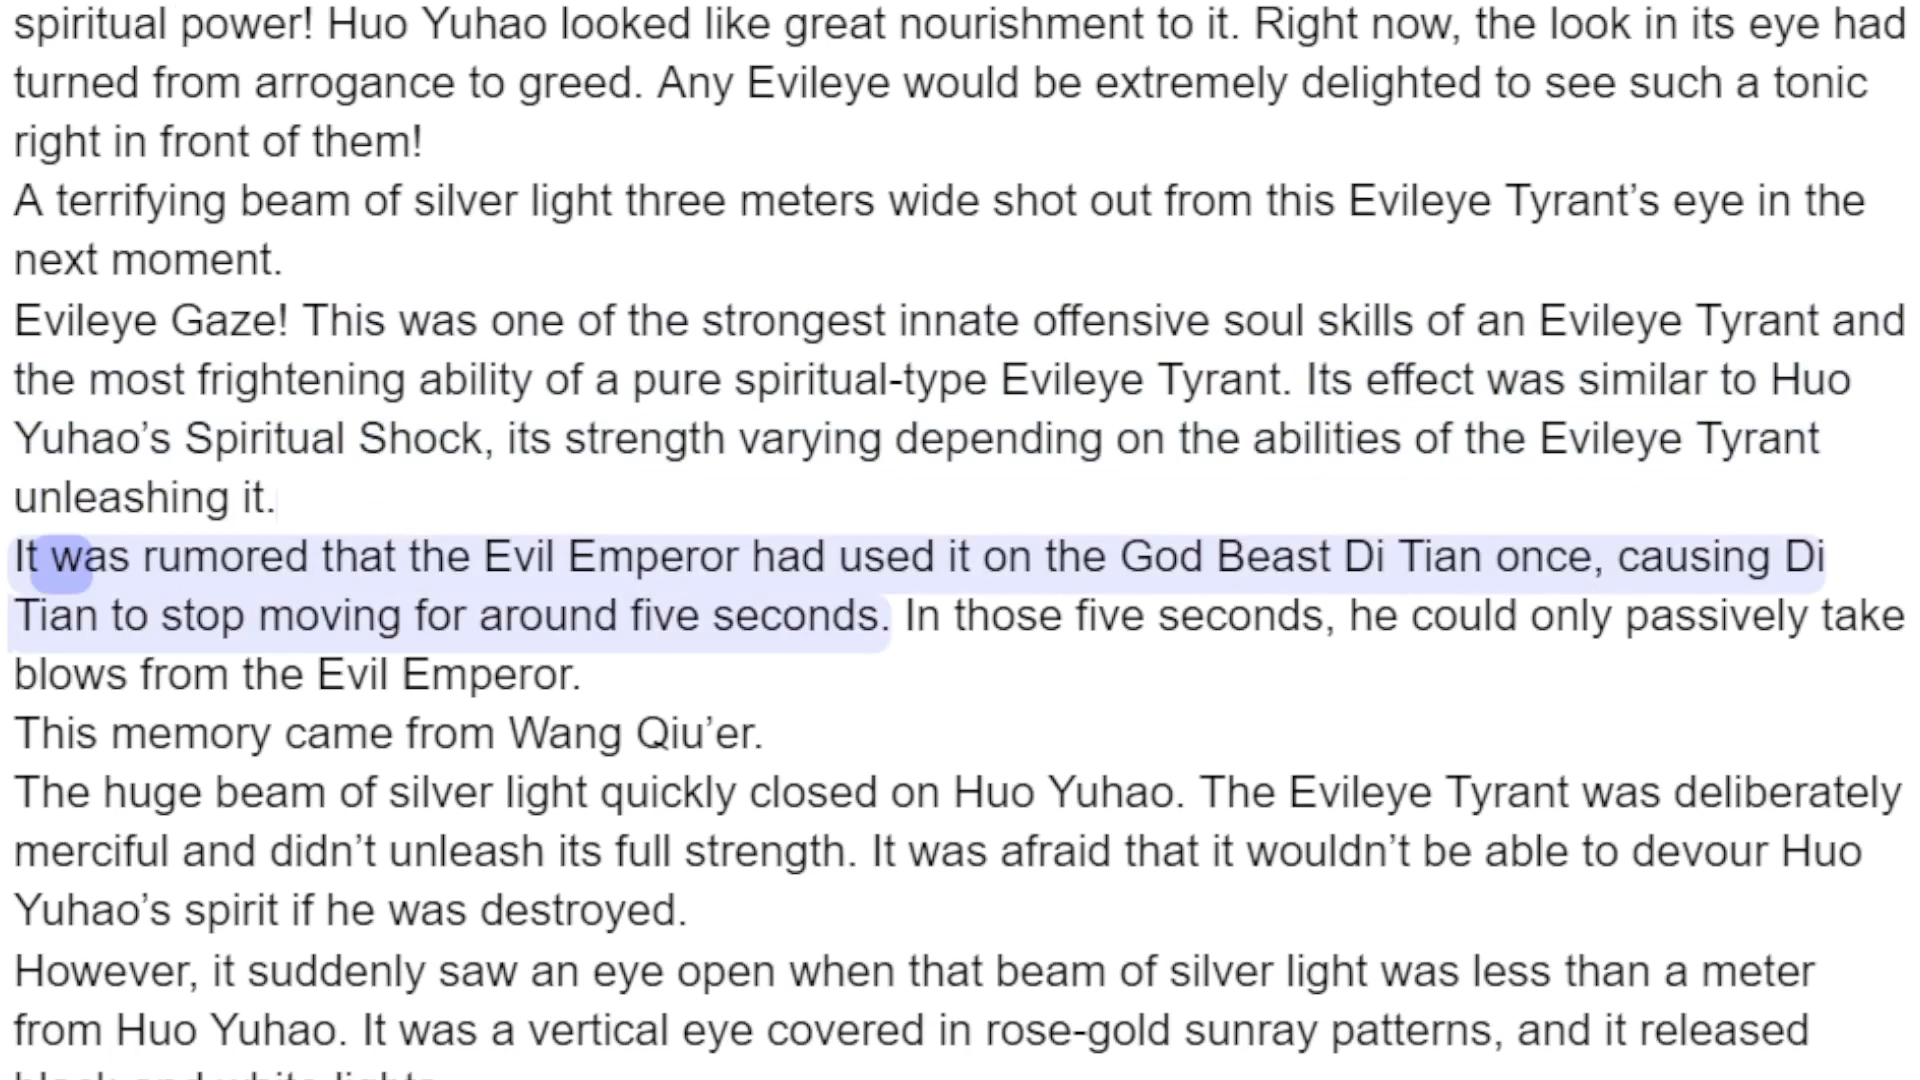 spiritual power! Huo Yuhao looked like great nourishment to it. Right now, the look in its eye had
turned from arrogance to greed. Any Evileye would be extremely delighted to see such a tonic
right in front of them!
A terrifying beam of silver light three meters wide shot out from this Evileye Tyrant’s eye in the
next moment.
Evileye Gaze! This was one of the strongest innate offensive soul skills of an Evileye Tyrant and
the most frightening ability of a pure spiritual-type Evileye Tyrant. Its effect was similar to Huo
Yuhao’s Spiritual Shock, its strength varying depending on the abilities of the Evileye Tyrant
unleashing it.
It was rumored that the Evil Emperor had used it on the God Beast Di Tian once, causing Di
Tian to stop moving for around five seconds. In those five seconds, he could only passively take
blows from the Evil Emperor.
This memory came from Wang Qiu’er.
The huge beam of silver light quickly closed on Huo Yuhao. The Evileye Tyrant was deliberately
merciful and didn’t unleash its full strength. It was afraid that it wouldn’t be able to devour Huo
Yuhao’s spirit if he was destroyed.
However, it suddenly saw an eye open when that beam of silver light was less than a meter
from Huo Yuhao. It was a vertical eye covered in rose-gold sunray patterns, and it released